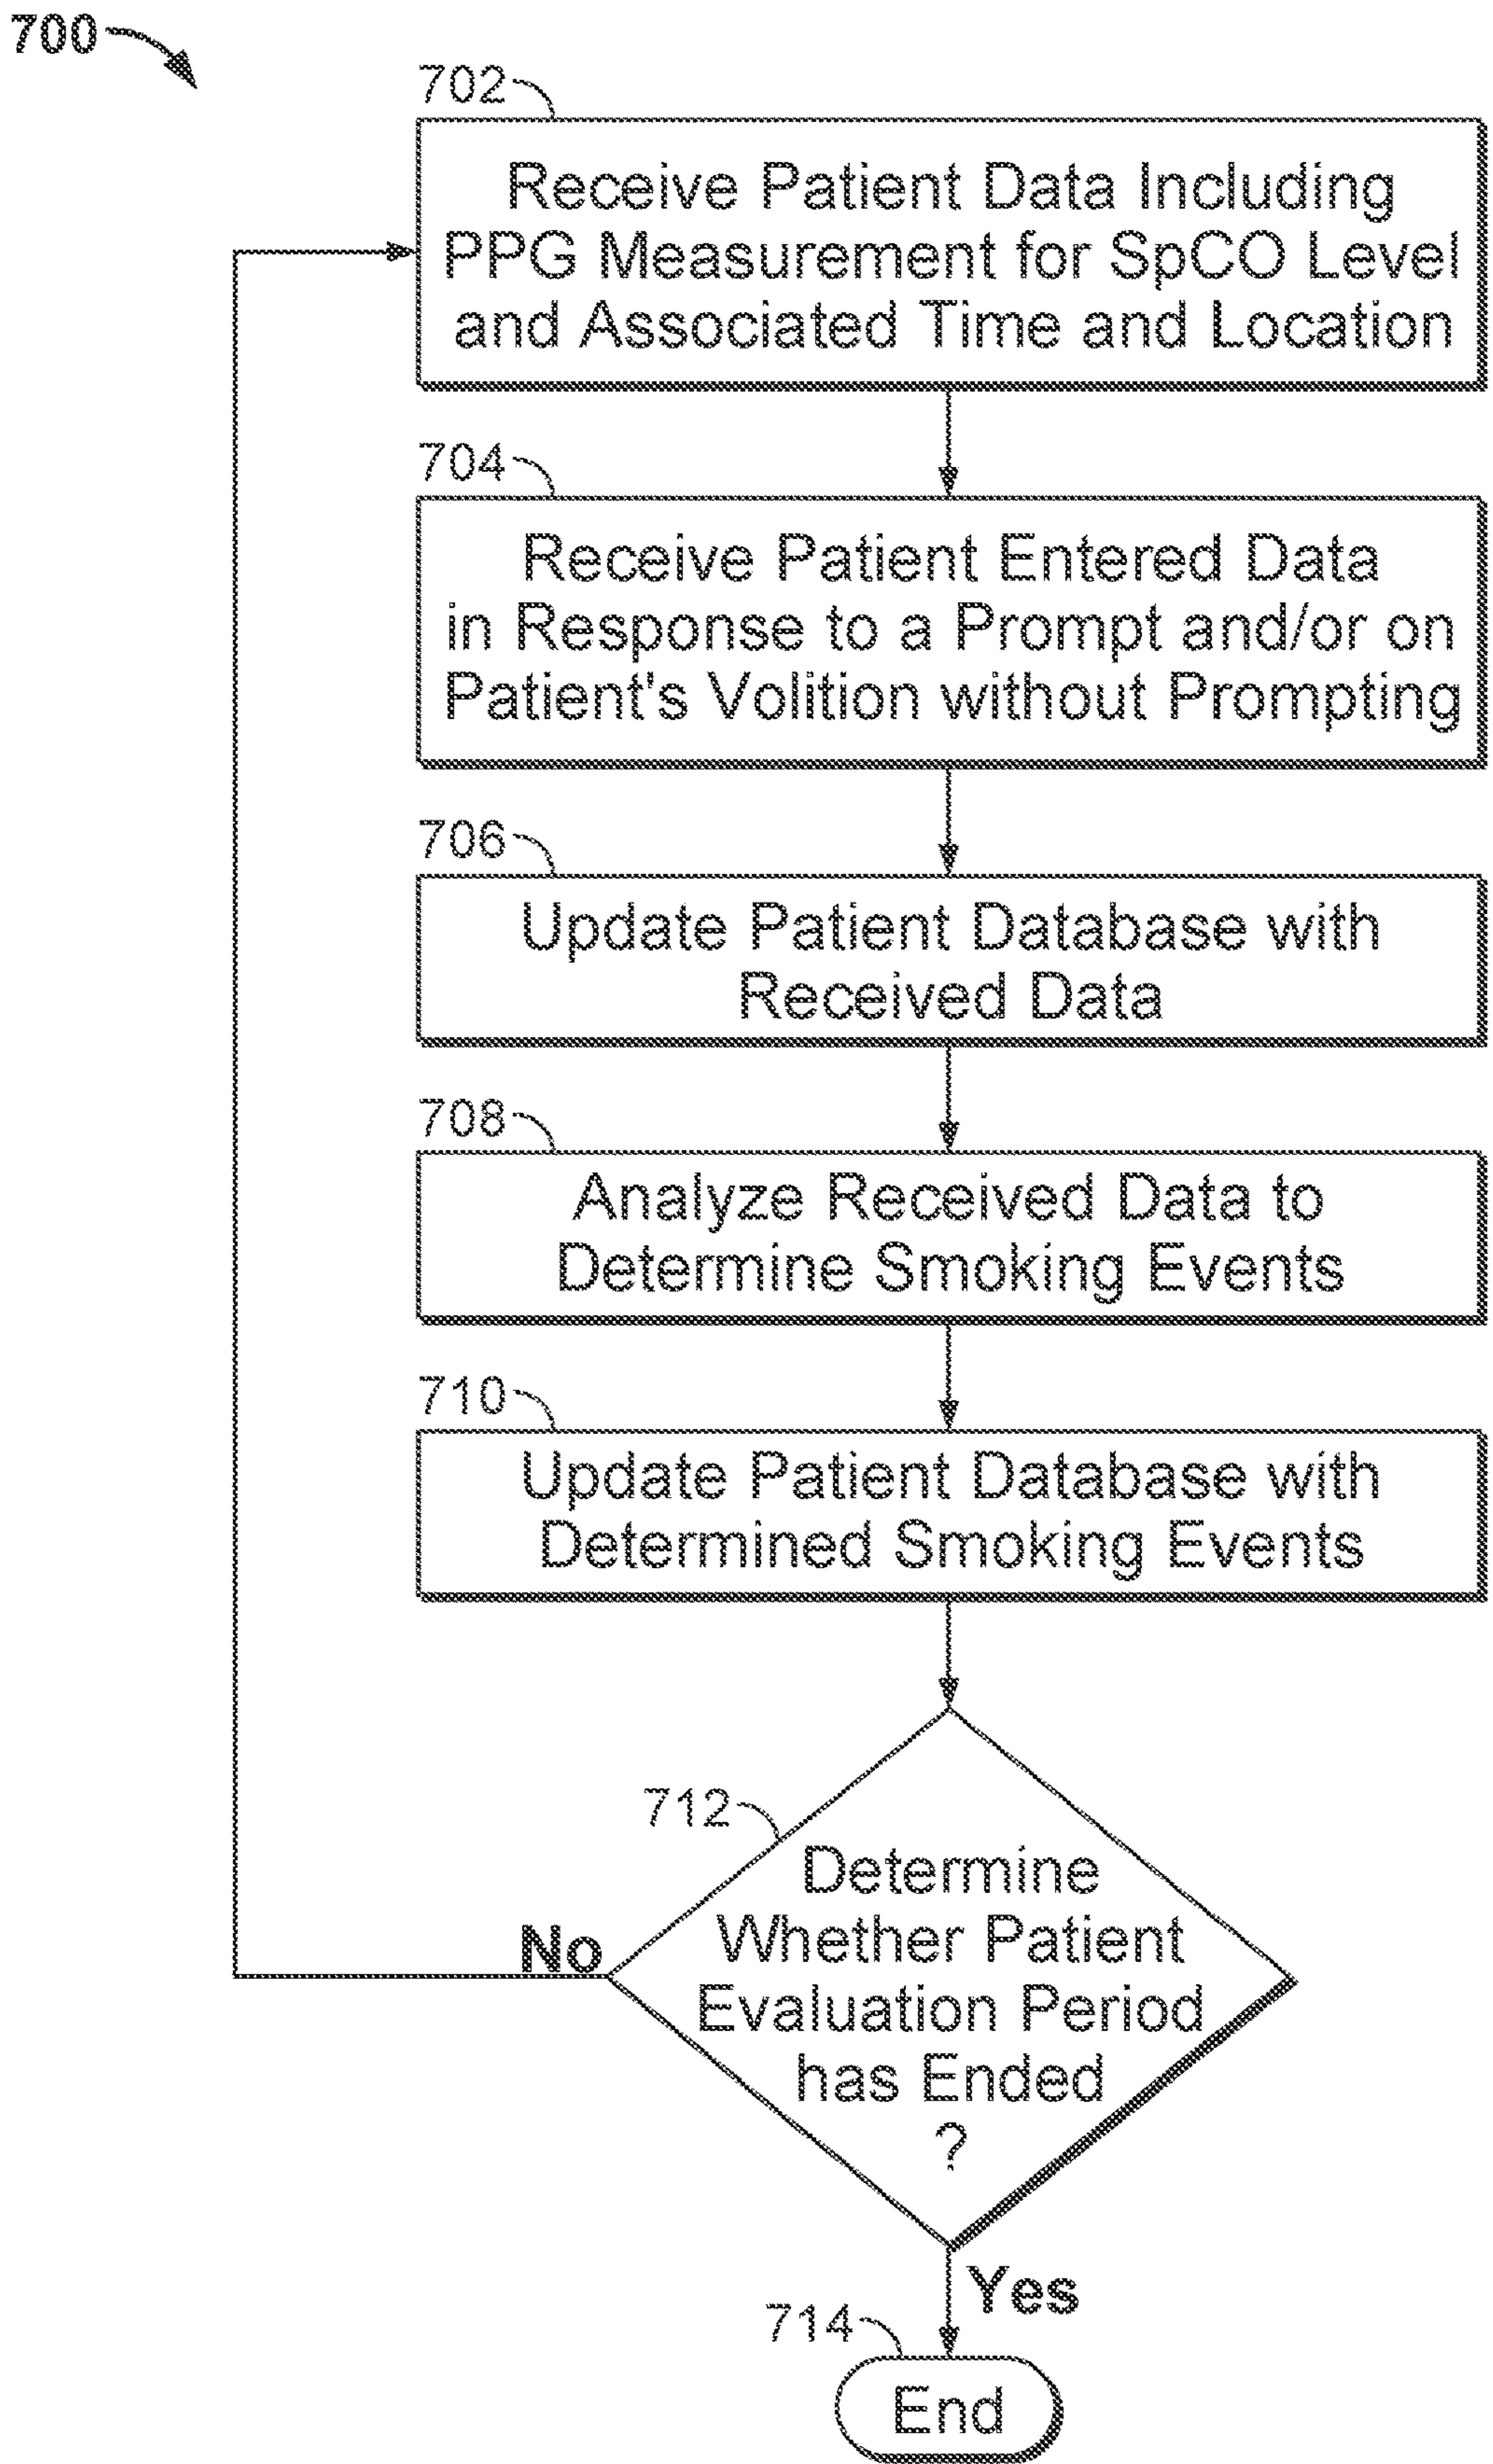 700
702
Receive Patient Data Including
PPG Measurement for SpCO Level
and Associated Time and Location
704
Receive Patient Entered Data
in Response to a Prompt and/or on
Patient's Volition without Prompting
706
Update Patient Database with
Received Data
708
Analyze Received Data to
Determine Smoking Events
710
Update Patient Database with
Determined Smoking Events
712
Determine
Whether Patient
Evaluation Period
has Ended
?
No
Yes
714
End